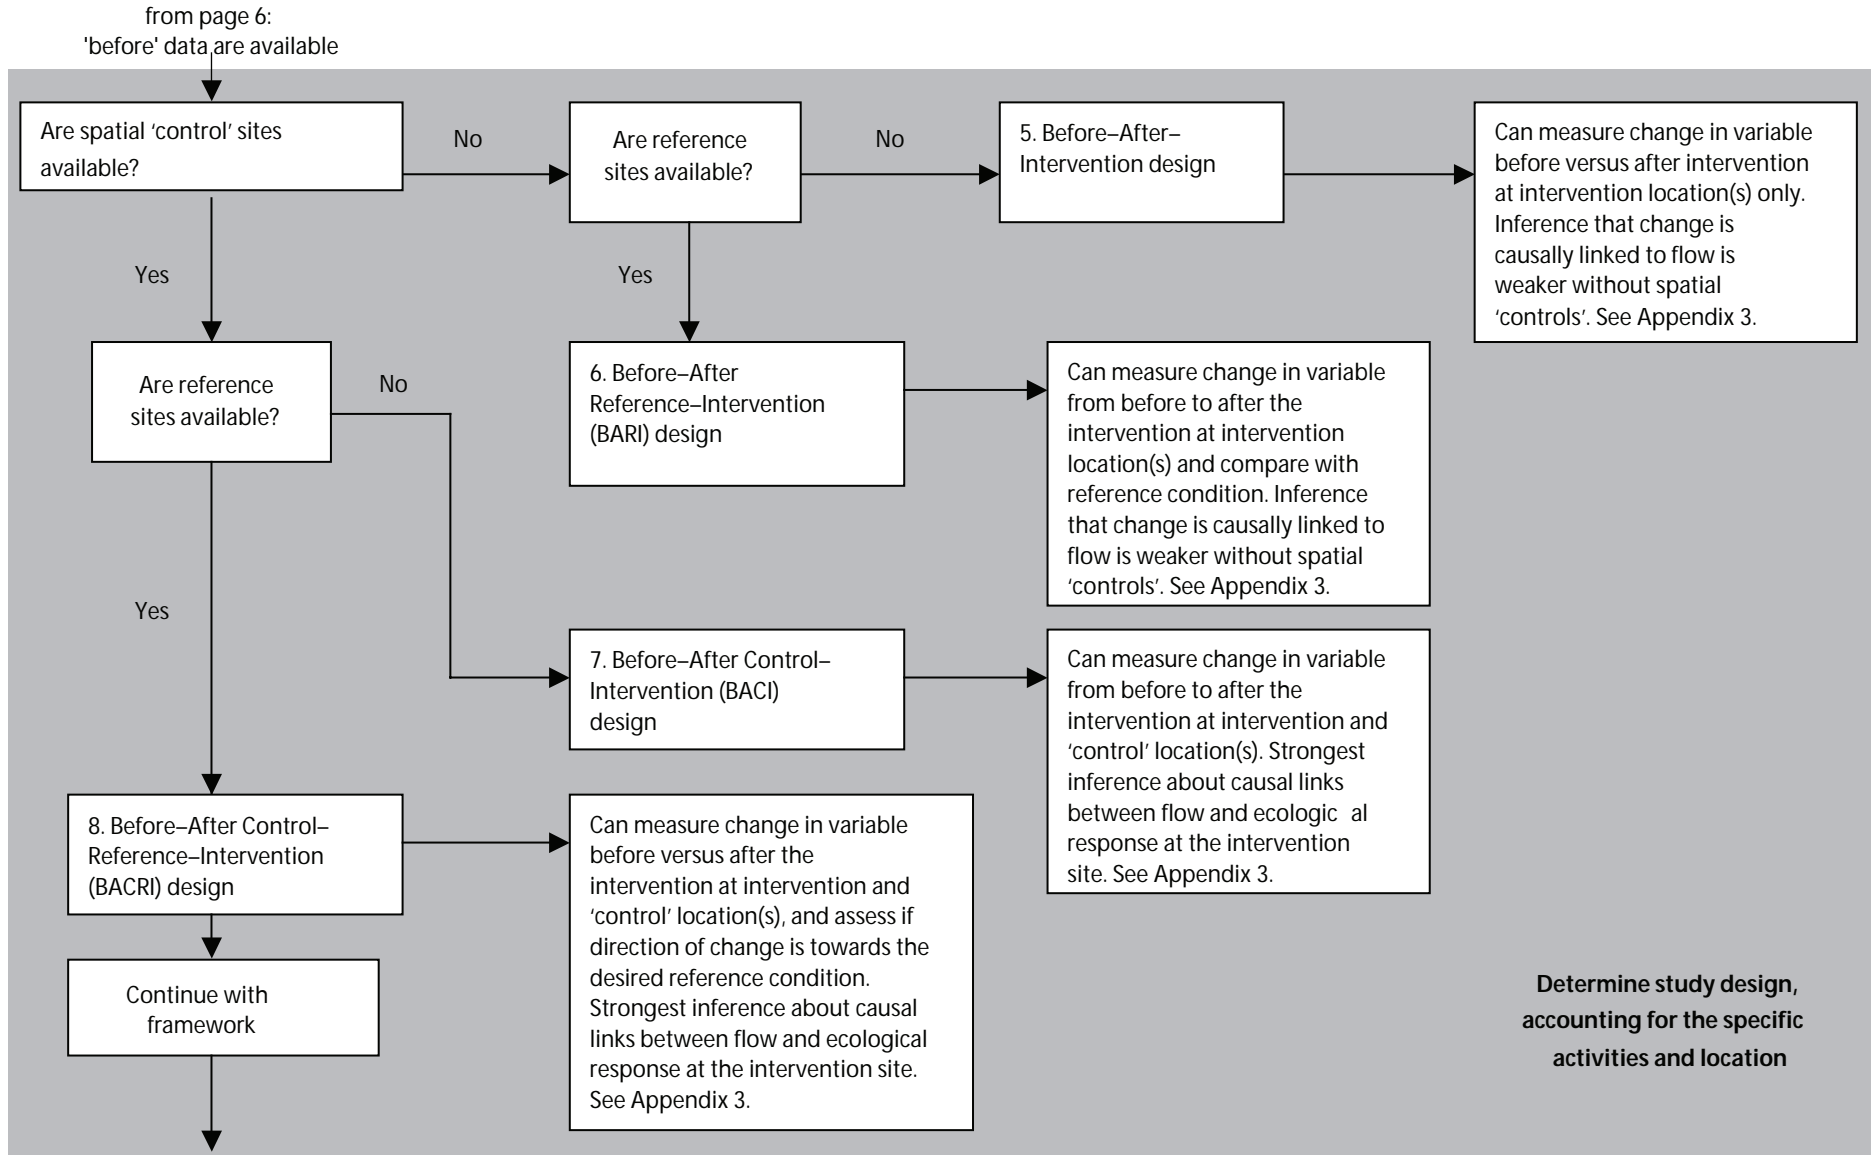 from page 6:
'before' data are available
Are spatial ‘control’ sites
available?
No
Are reference
sites available?
No
5. Before–After–
Intervention design
Can measure change in variable
before versus after intervention
at intervention location(s) only.
Inference that change is
causally linked to flow is
weaker without spatial
‘controls’. See Appendix 3.
Yes
Yes
Are reference
sites available?
No
6. Before–After
Reference–Intervention
(BARI) design
Can measure change in variable
from before to after the
intervention at intervention
location(s) and compare with
reference condition. Inference
that change is causally linked to
flow is weaker without spatial
‘controls’. See Appendix 3.
Yes
7. Before–After Control–
Intervention (BACI)
design
Can measure change in variable
from before to after the
intervention at intervention and
‘control’ location(s). Strongest
inference about causal links
between flow and ecologic al
response at the intervention
site. See Appendix 3.
8. Before–After Control–
Reference–Intervention
(BACRI) design
Can measure change in variable
before versus after the
intervention at intervention and
‘control’ location(s), and assess if
direction of change is towards the
desired reference condition.
Strongest inference about causal
links between flow and ecological
response at the intervention site.
See Appendix 3.
Continue with
framework
Determine study design,
accounting for the specific
activities and location